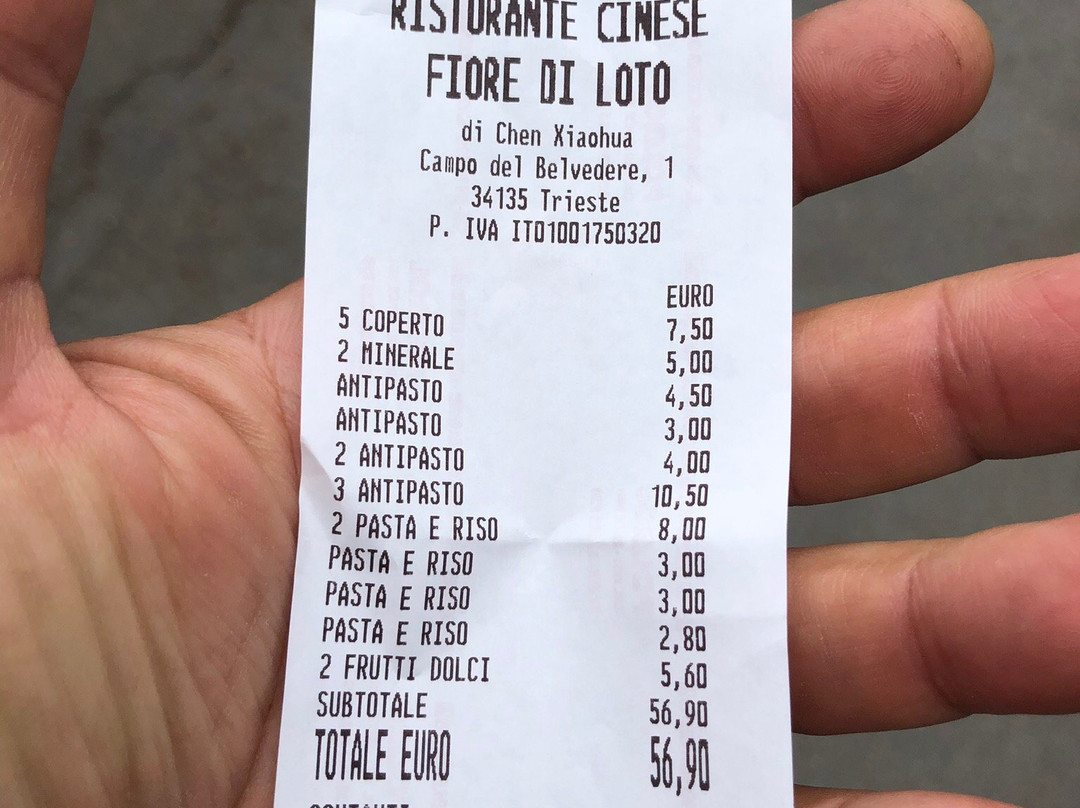 RISTORANTE CINESE
FIORE DI LOTO
di Chen Xiaohua
Campo del Belvedere, 1
34135 Trieste
P. IVA IT01001750320
EURO
5 COPERTO 7,50
2 MINERALE 5,00
ANTIPASTO 4,50
ANTIPASTO 3,00
2 ANTIPASTO 4,00
3 ANTIPASTO 10,50
2 PASTA E RISO 8,00
PASTA E RISO 3,00
PASTA E RISO 3,00
PASTA E RISO 2,80
2 FRUTTI DOLCI 5,60
SUBTOTALE 56,90
TOTALE EURO 56,90